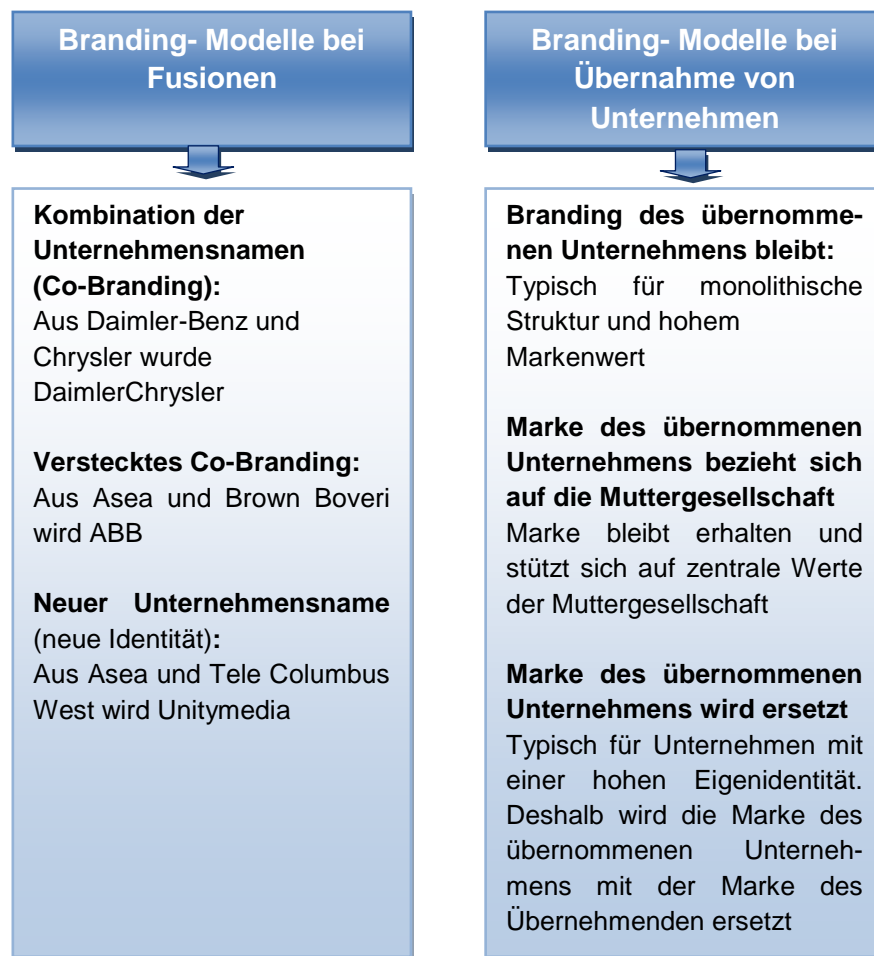 Branding- Modelle bei
Fusionen
Kombination der
Unternehmensnamen
(Co-Branding):
Aus Daimler-Benz und
Chrysler wurde
DaimlerChrysler
Verstecktes Co-Branding:
Aus Asea und Brown Boveri
wird ABB
Neuer Unternehmensname
(neue Identität):
Aus Asea und Tele Columbus
West wird Unitymedia
Branding- Modelle bei
Übernahme von
Unternehmen
Branding des übernomme-
nen Unternehmens bleibt:
Typisch für monolithische
Struktur und hohem
Markenwert
Marke des übernommenen
Unternehmens bezieht sich
auf die Muttergesellschaft
Marke bleibt erhalten und
stützt sich auf zentrale Werte
der Muttergesellschaft
Marke des übernommenen
Unternehmens wird ersetzt
Typisch für Unternehmen mit
einer hohen Eigenidentität.
Deshalb wird die Marke des
übernommenen Unterneh-
mens mit der Marke des
Übernehmenden ersetzt